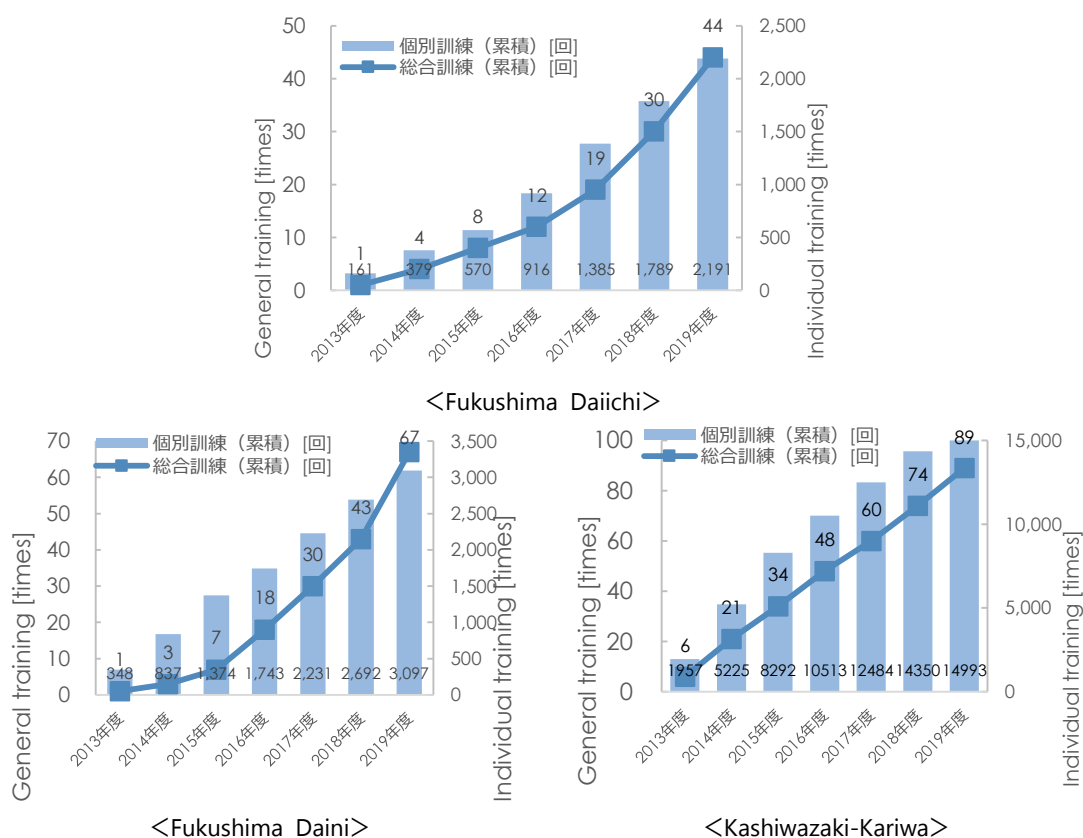 50
40
30
20
10
0
General training [times]
個別訓練（累積）[回]
総合訓練（累積）[回]
1
4
8
12
19
30
44
161
379
570
916
1,385
1,789
2,191
2,500
2,000
1,500
1,000
500
0
Individual training [times]
2013年度
2014年度
2015年度
2016年度
2017年度
2018年度
2019年度
＜Fukushima Daiichi＞
70
60
50
40
30
20
10
0
General training [times]
個別訓練（累積）[回]
総合訓練（累積）[回]
1
3
7
18
30
43
67
348
837
1,374
1,743
2,231
2,692
3,097
3,500
3,000
2,500
2,000
1,500
1,000
500
0
Individual training [times]
2013年度
2014年度
2015年度
2016年度
2017年度
2018年度
2019年度
＜Fukushima Daini＞
100
80
60
40
20
0
General training [times]
個別訓練（累積）[回]
総合訓練（累積）[回]
6
21
34
48
60
74
89
1957
5225
8292
10513
12484
14350
14993
15,000
10,000
5,000
0
Individual training [times]
2013年度
2014年度
2015年度
2016年度
2017年度
2018年度
2019年度
＜Kashiwazaki-Kariwa＞